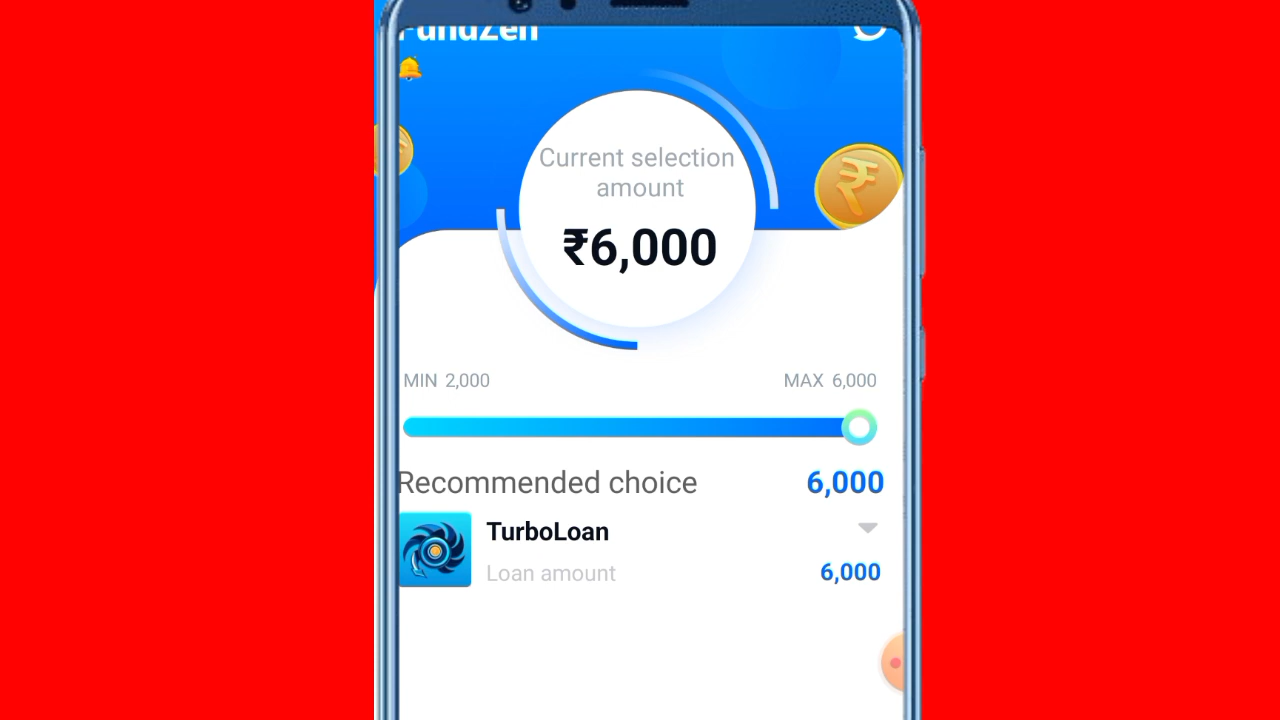 FundZen
Current selection
amount
₹6,000
MIN 2,000
MAX 6,000
Recommended choice
6,000
TurboLoan
Loan amount
6,000